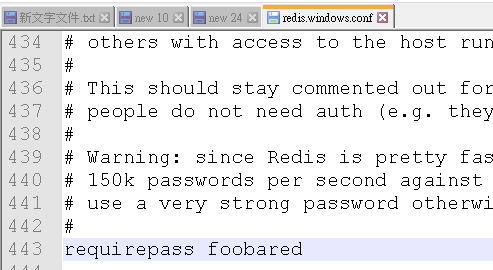 新文字文件.txt new 10 new 24 redis.windows.conf
434 # others with access to the host run
435 #
436 # This should stay commented out for
437 # people do not need auth (e.g. they
438 #
439 # Warning: since Redis is pretty fas
440 # 150k passwords per second against
441 # use a very strong password otherwi
442 #
443 requirepass foobared